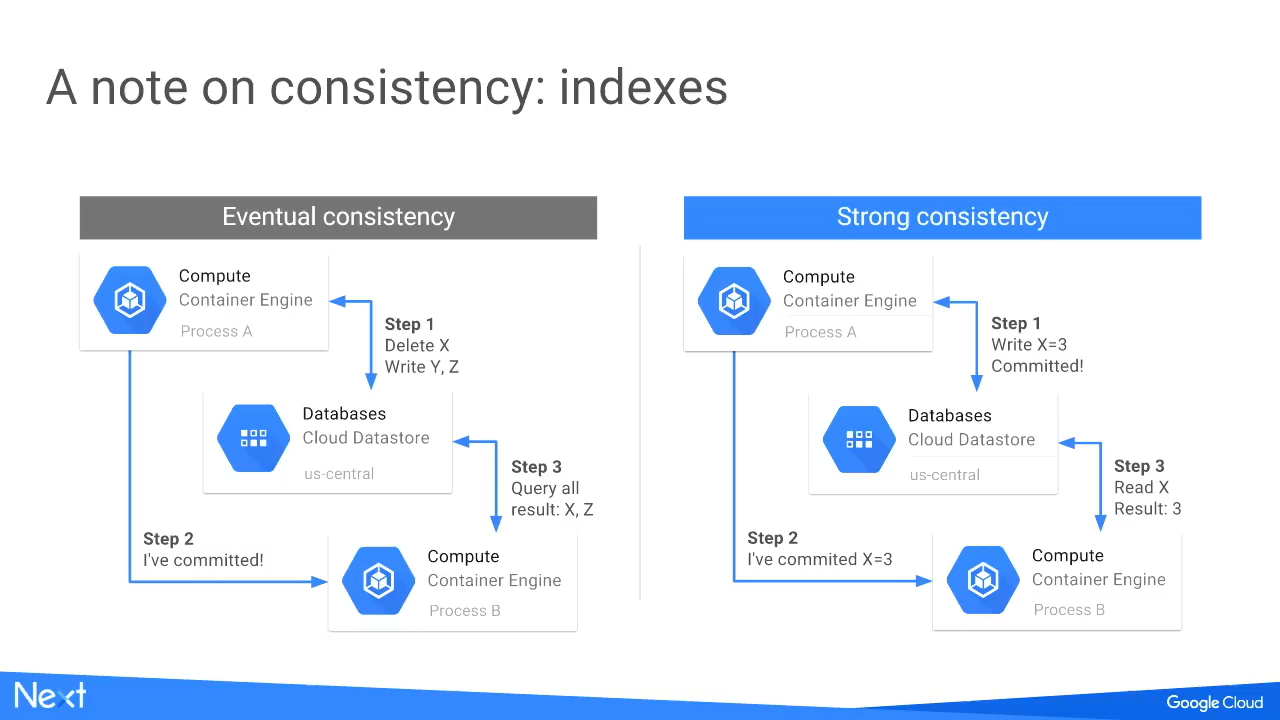 A note on consistency: indexes
Eventual consistency
Compute
Container Engine
Process A
Step 1
Delete X
Write Y, Z
Databases
Cloud Datastore
us-central
Step 3
Query all
result: X, Z
Step 2
I've committed!
Compute
Container Engine
Process B
Strong consistency
Compute
Container Engine
Process A
Step 1
Write X=3
Committed!
Databases
Cloud Datastore
us-central
Step 3
Read X
Result: 3
Step 2
I've commited X=3
Compute
Container Engine
Process B
Next
Google Cloud